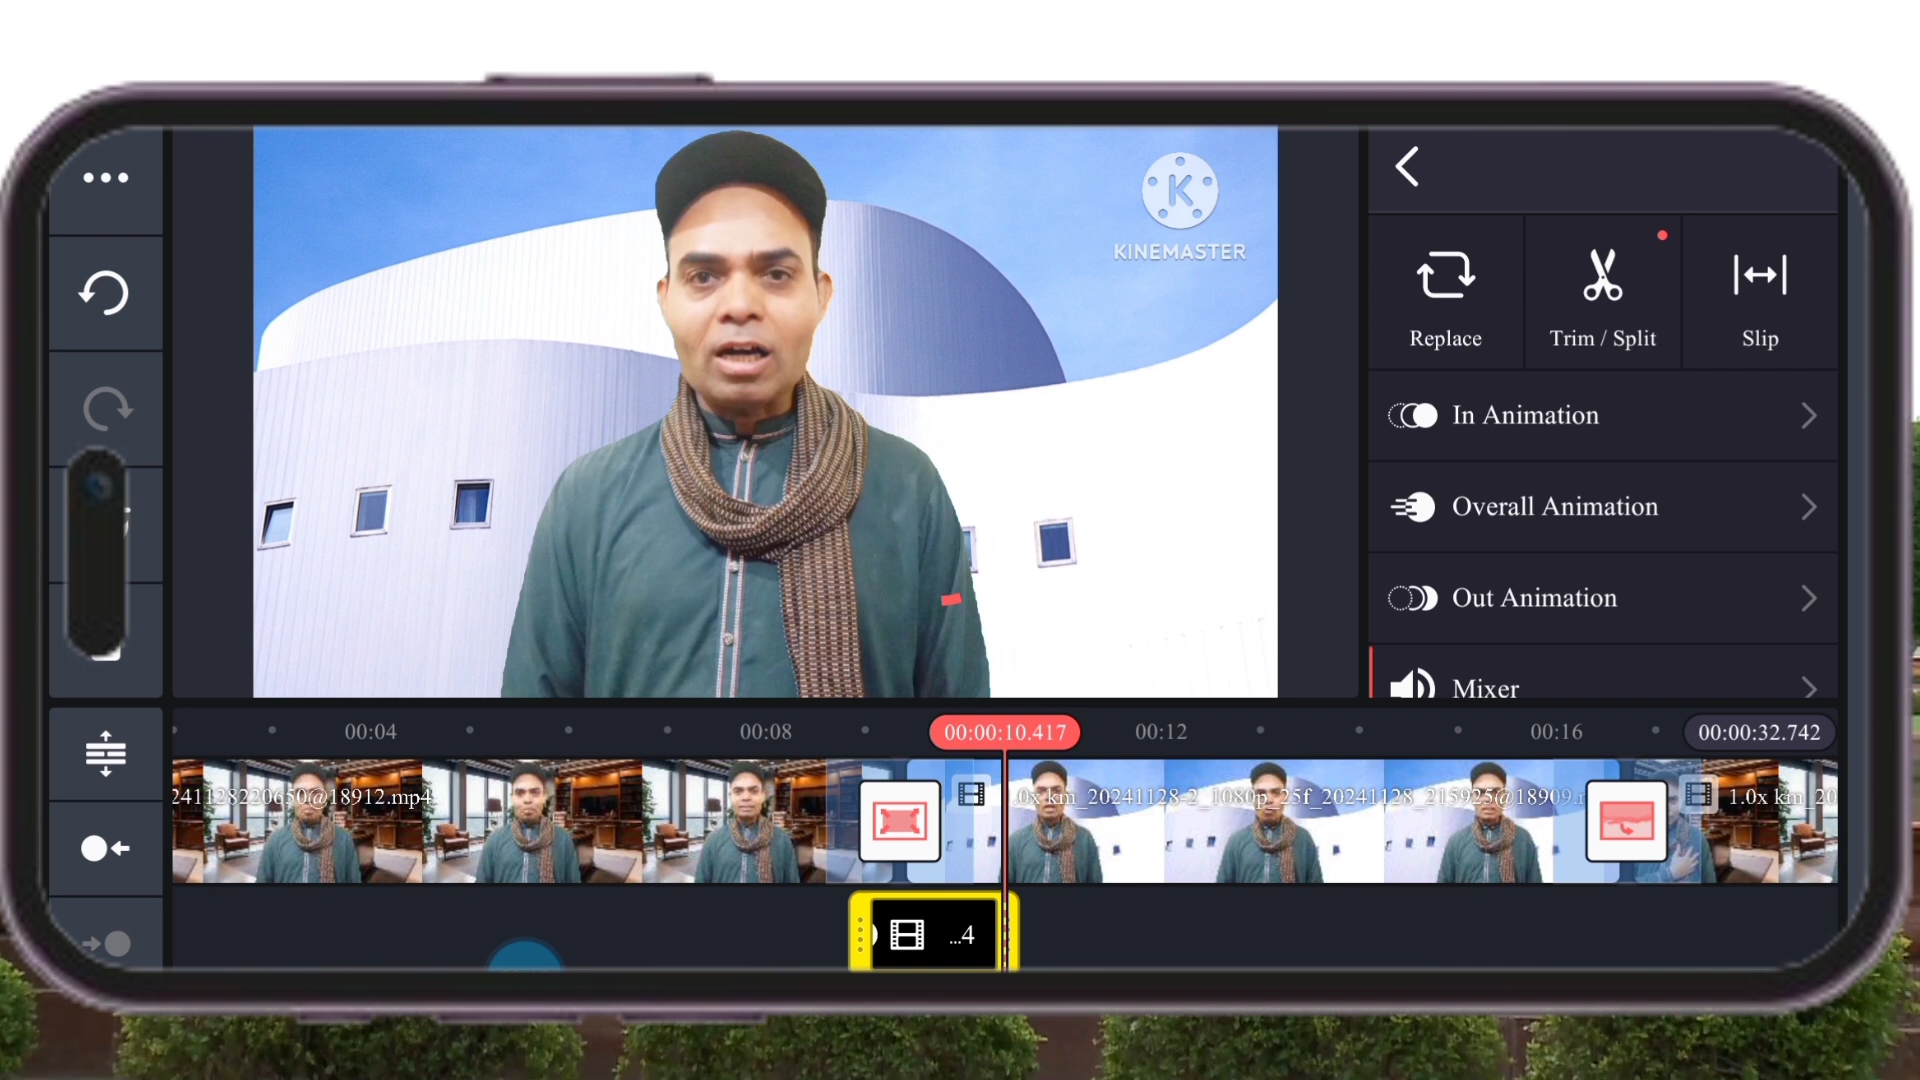 K
KINEMASTER
Replace
Trim / Split
Slip
In Animation
Overall Animation
Out Animation
Mixer
00:04
00:08
00:00:10.417
00:12
00:16
00:00:32.742
241128220650@18912.mp4
.0x km_20241128-2_1080p_25f_20241128_215925@18909.
1.0x km_20
...4